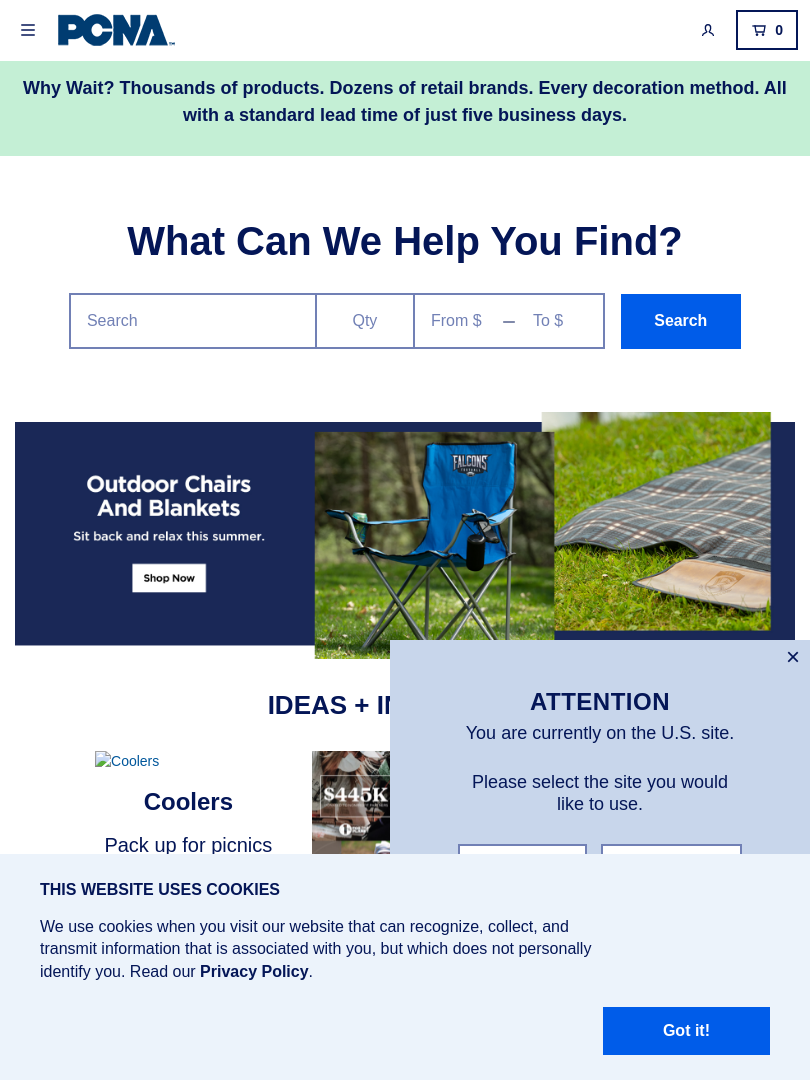 PCNA™
0
Why Wait? Thousands of products. Dozens of retail brands. Every decoration method. All
with a standard lead time of just five business days.
What Can We Help You Find?
Search
Qty
From $
To $
Search
Outdoor Chairs
And Blankets
Sit back and relax this summer.
Shop Now
FALCONS
IDEAS +
ATTENTION
You are currently on the U.S. site.
Please select the site you would
like to use.
Coolers
Coolers
Pack up for picnics
$445K
THIS WEBSITE USES COOKIES
We use cookies when you visit our website that can recognize, collect, and
transmit information that is associated with you, but which does not personally
identify you. Read our Privacy Policy.
Got it!